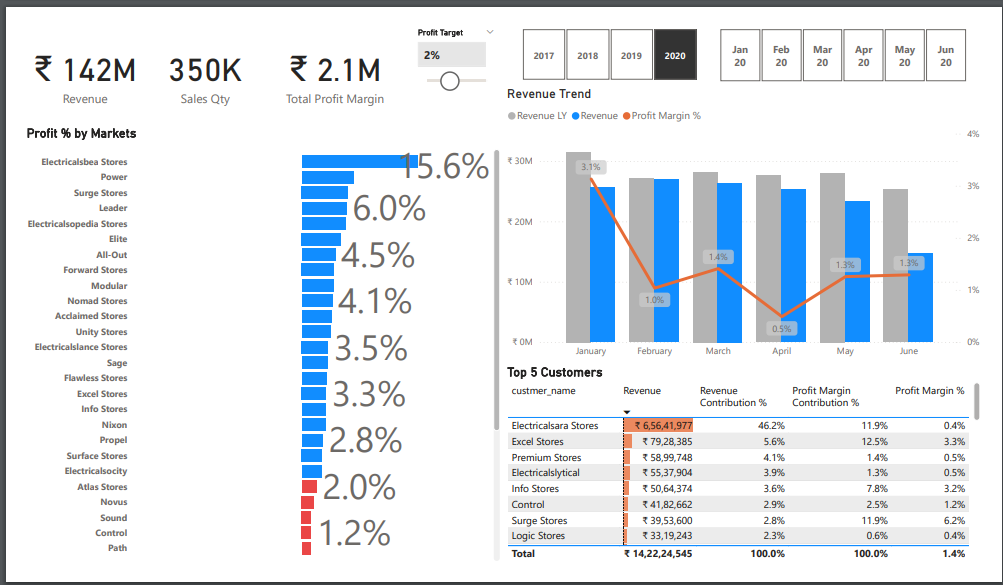 ₹ 142M
Revenue
350K
Sales Qty
₹ 2.1M
Total Profit Margin
Profit Target
2%
2017
2018
2019
2020
Jan 20
Feb 20
Mar 20
Apr 20
May 20
Jun 20
Profit % by Markets
Electricalsbea Stores
Power
Surge Stores
Leader
Electricalsopedia Stores
Elite
All-Out
Forward Stores
Modular
Nomad Stores
Acclaimed Stores
Unity Stores
Electricalslance Stores
Sage
Flawless Stores
Excel Stores
Info Stores
Nixon
Propel
Surface Stores
Electricalsocity
Atlas Stores
Novus
Sound
Control
Path
15.6%
6.0%
4.5%
4.1%
3.5%
3.3%
2.8%
2.0%
1.2%
Revenue Trend
Revenue LY Revenue Profit Margin %
₹ 30M
₹ 20M
₹ 10M
₹ 0M
3.1%
1.0%
1.4%
0.5%
1.3%
1.3%
4%
3%
2%
1%
0%
January February March April May June
Top 5 Customers
custmer_name Revenue Revenue Contribution % Profit Margin Contribution % Profit Margin %
Electricalsara Stores ₹ 6,56,41,977 46.2% 11.9% 0.4%
Excel Stores ₹ 79,28,385 5.6% 12.5% 3.3%
Premium Stores ₹ 58,99,748 4.1% 1.4% 0.5%
Electricalslytical ₹ 55,37,904 3.9% 1.3% 0.5%
Info Stores ₹ 50,64,374 3.6% 7.8% 3.2%
Control ₹ 41,82,662 2.9% 2.5% 1.2%
Surge Stores ₹ 39,53,600 2.8% 11.9% 6.2%
Logic Stores ₹ 33,19,243 2.3% 0.6% 0.4%
Total ₹ 14,22,24,545 100.0% 100.0% 1.4%